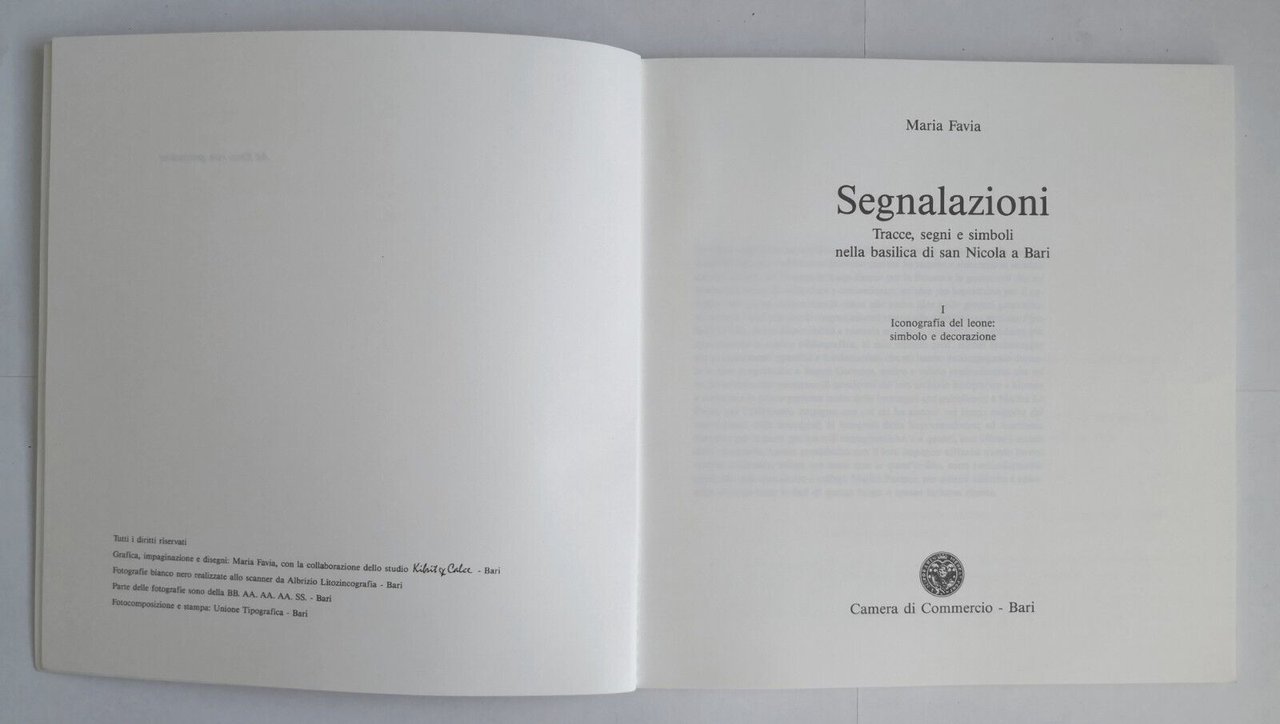 Tutti i diritti riservati
Grafica, impaginazione e disegni: Maria Favia, con la collaborazione dello studio Kibrit & Calce - Bari
Fotografie bianco nero realizzate allo scanner da Albrizio Litozincografia - Bari
Parte delle fotografie sono della BB. AA. AA. AA. SS. - Bari
Fotocomposizione e stampa: Unione Tipografica - Bari
Maria Favia
Segnalazioni
Tracce, segni e simboli
nella basilica di san Nicola a Bari
I
Iconografia del leone:
simbolo e decorazione
Camera di Commercio - Bari